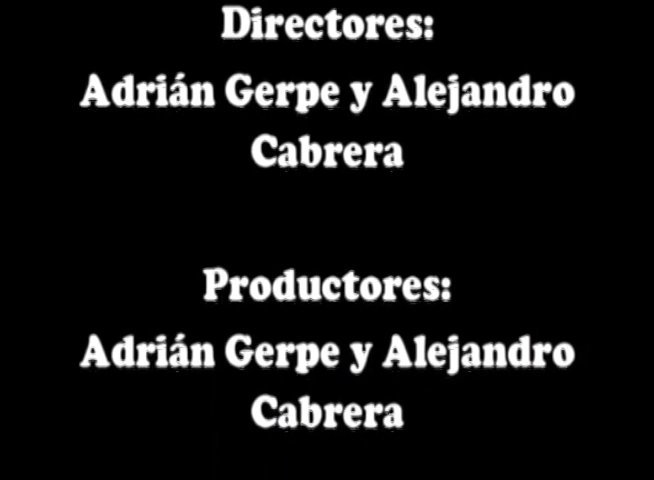 Directores:
Adrián Gerpe y Alejandro
Cabrera
Productores:
Adrián Gerpe y Alejandro
Cabrera